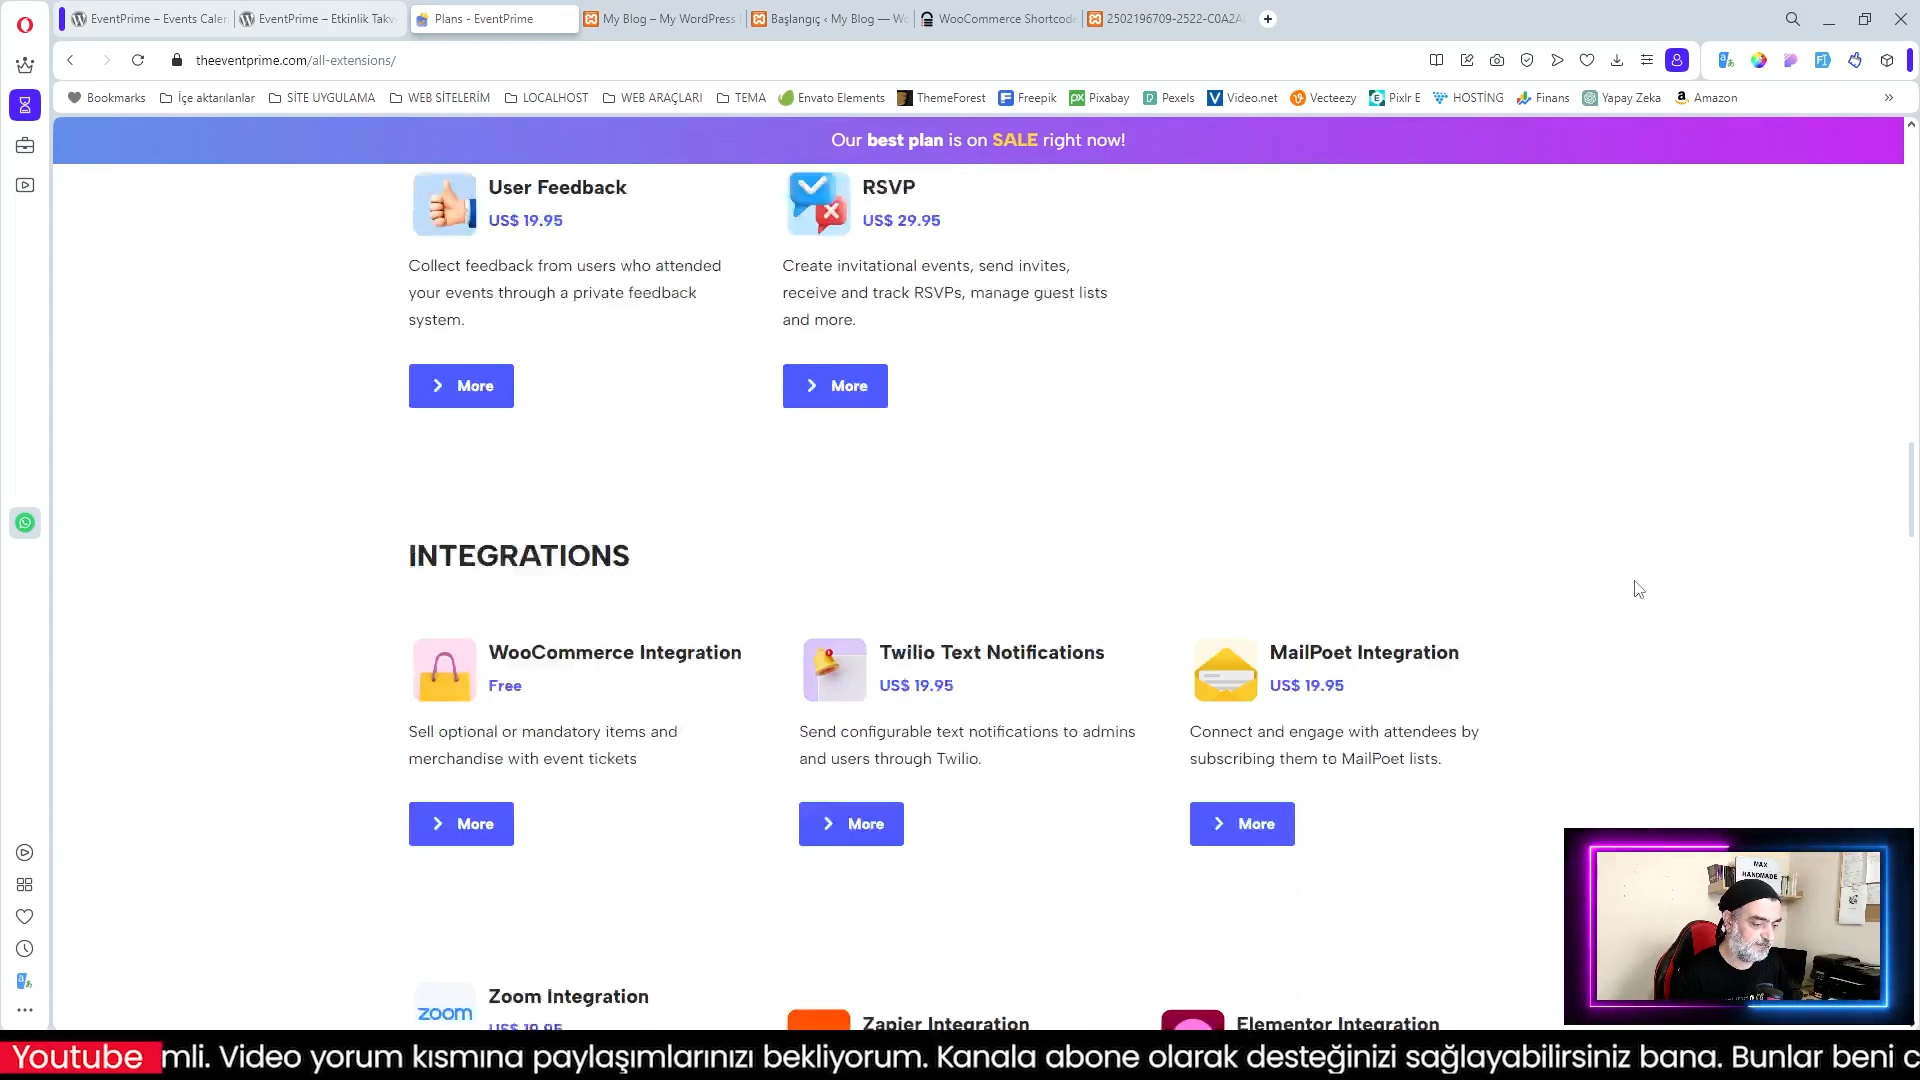 EventPrime – Events Calen
EventPrime – Etkinlik Takv
Plans - EventPrime
My Blog – My WordPress
Başlangıç ‹ My Blog — Wo
WooCommerce Shortcode
2502196709-2522-C0A2A
theeventprime.com/all-extensions/
Bookmarks
İçe aktarılanlar
SİTE UYGULAMA
WEB SİTELERİM
LOCALHOST
WEB ARAÇLARI
TEMA
Envato Elements
ThemeForest
Freepik
Pixabay
Pexels
Video.net
Vecteezy
Pixlr E
HOSTİNG
Finans
Yapay Zeka
Amazon
Our best plan is on SALE right now!
User Feedback
US$ 19.95
Collect feedback from users who attended
your events through a private feedback
system.
More
RSVP
US$ 29.95
Create invitational events, send invites,
receive and track RSVPs, manage guest lists
and more.
More
INTEGRATIONS
WooCommerce Integration
Free
Sell optional or mandatory items and
merchandise with event tickets
More
Twilio Text Notifications
US$ 19.95
Send configurable text notifications to admins
and users through Twilio.
More
MailPoet Integration
US$ 19.95
Connect and engage with attendees by
subscribing them to MailPoet lists.
More
zoom
Zoom Integration
US$ 19.95
Zapier Integration
Elementor Integration
MAX
HANDMADE
Youtube
mli. Video yorum kısmına paylaşımlarınızı bekliyorum. Kanala abone olarak desteğinizi sağlayabilirsiniz bana. Bunlar beni c